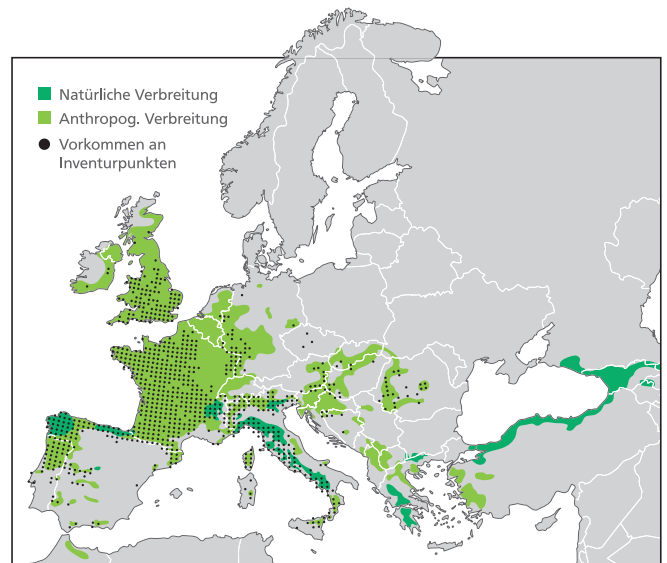 Natürliche Verbreitung
Anthropog. Verbreitung
Vorkommen an
Inventurpunkten